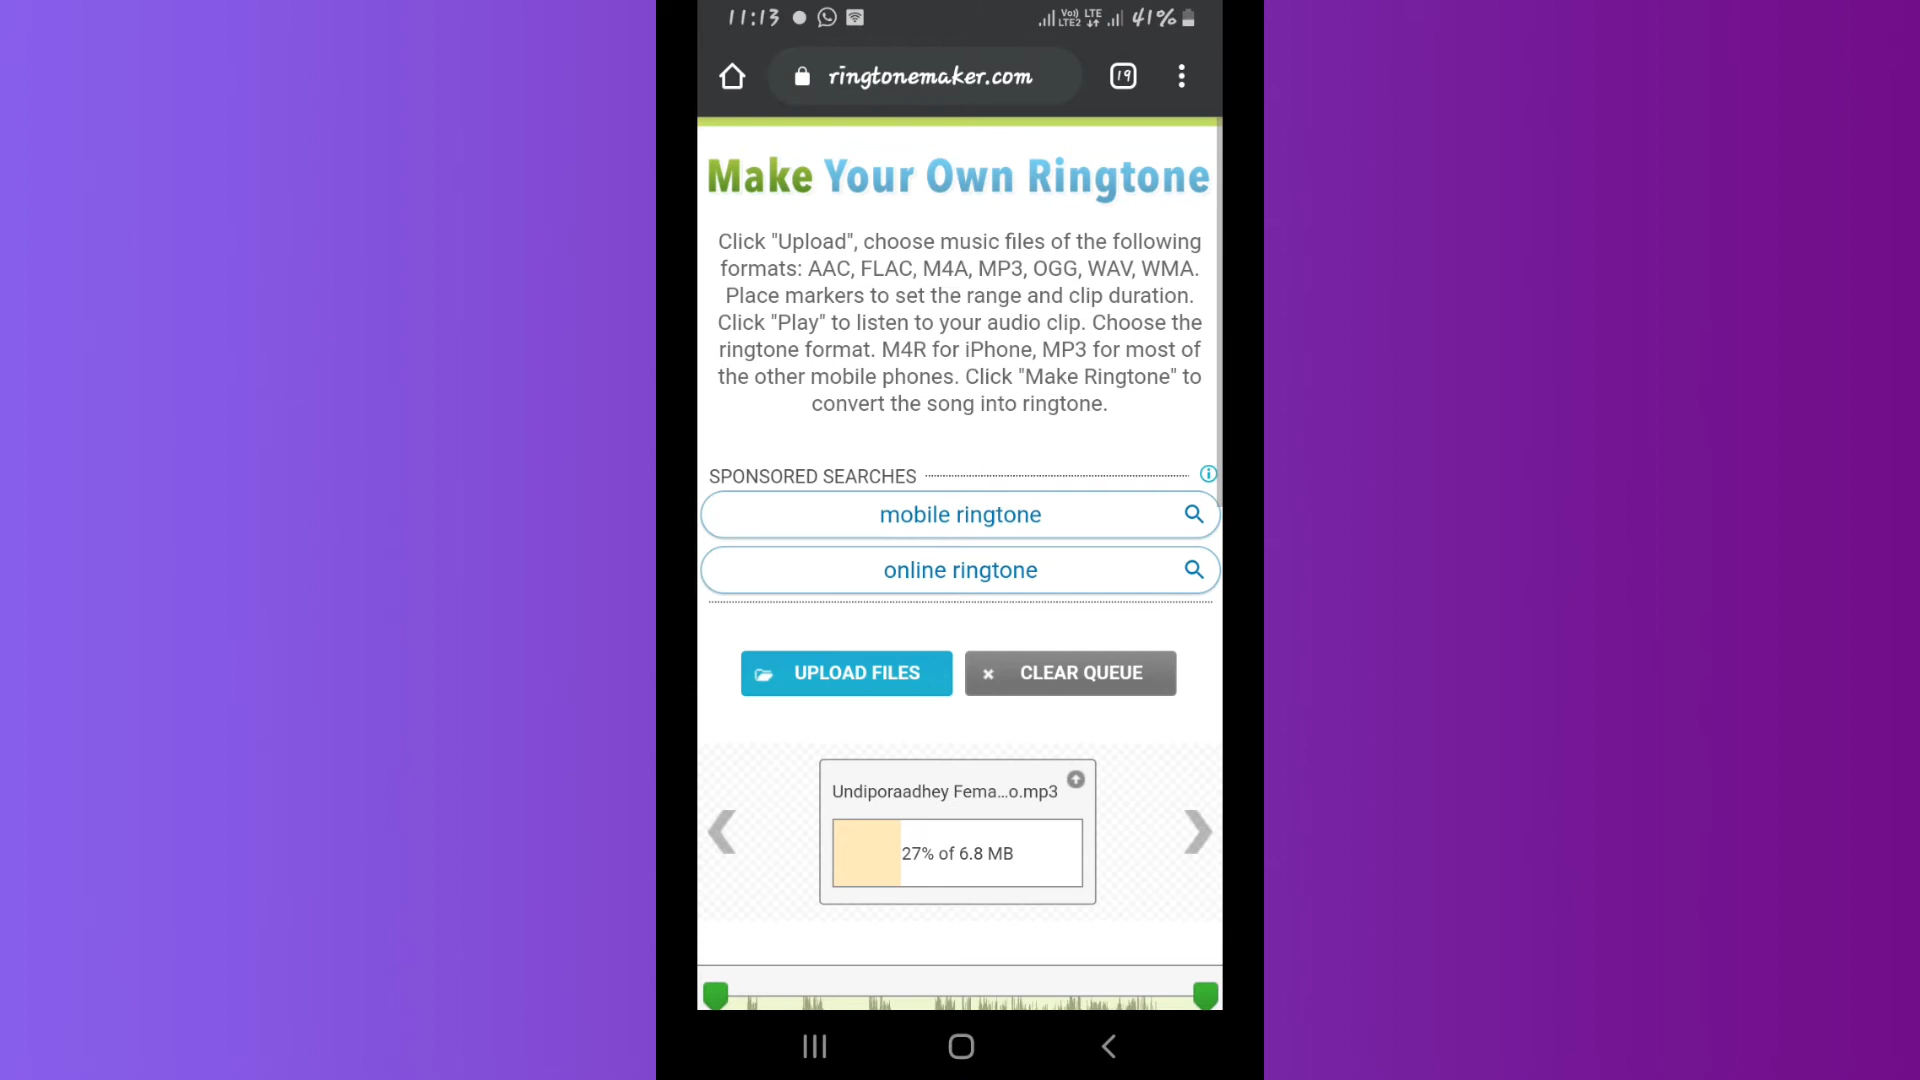 11:13
Vo)) LTE
LTE2
41%
ringtonemaker.com
19
Make Your Own Ringtone
Click "Upload", choose music files of the following
formats: AAC, FLAC, M4A, MP3, OGG, WAV, WMA.
Place markers to set the range and clip duration.
Click "Play" to listen to your audio clip. Choose the
ringtone format. M4R for iPhone, MP3 for most of
the other mobile phones. Click "Make Ringtone" to
convert the song into ringtone.
SPONSORED SEARCHES
mobile ringtone
online ringtone
UPLOAD FILES
CLEAR QUEUE
Undiporaadhey Fema...o.mp3
27% of 6.8 MB